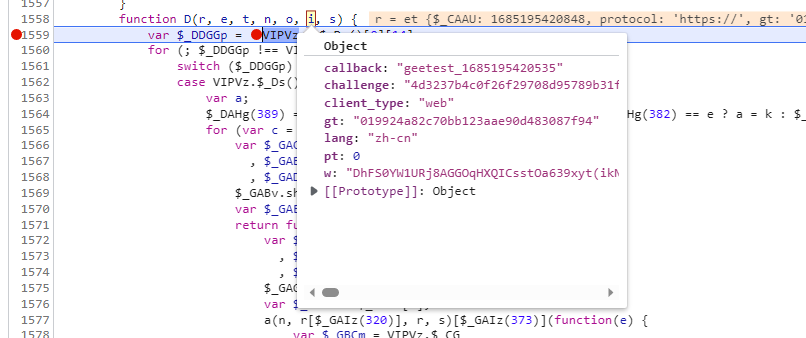 1557 }
1558 function D(r, e, t, n, o, i, s) { r = et {$_CAAU: 1685195420848, protocol: 'https://', gt: '01
1559 var $_DDGGp = VIPVz
1560 for (; $_DDGGp !== VI
1561 switch ($_DDGGp)
1562 case VIPVz.$_Ds()
1563 var a;
1564 $_DAHg(389) = Hg(382) == e ? a = k : $_
1565 for (var c =
1566 var $_GAC
1567 , $_GAE
1568 , $_GAD
1569 $_GABv.sh
1570 var $_GAE
1571 return fu
1572 var $
1573 , $
1574 , $
1575 $_GAC
1576 var $_
1577 a(n, r[$_GAIz(320)], r, s)[$_GAIz(373)](function(e) {
1578 var $_GBCm = VIPVz.$_CG
Object
callback: "geetest_1685195420535"
challenge: "4d3237b4c0f26f29708d95789b31f
client_type: "web"
gt: "019924a82c70bb123aae90d483087f94"
lang: "zh-cn"
pt: 0
w: "DhFS0YW1URj8AGGOqHXQICsstOa639xyt(ikN
[[Prototype]]: Object